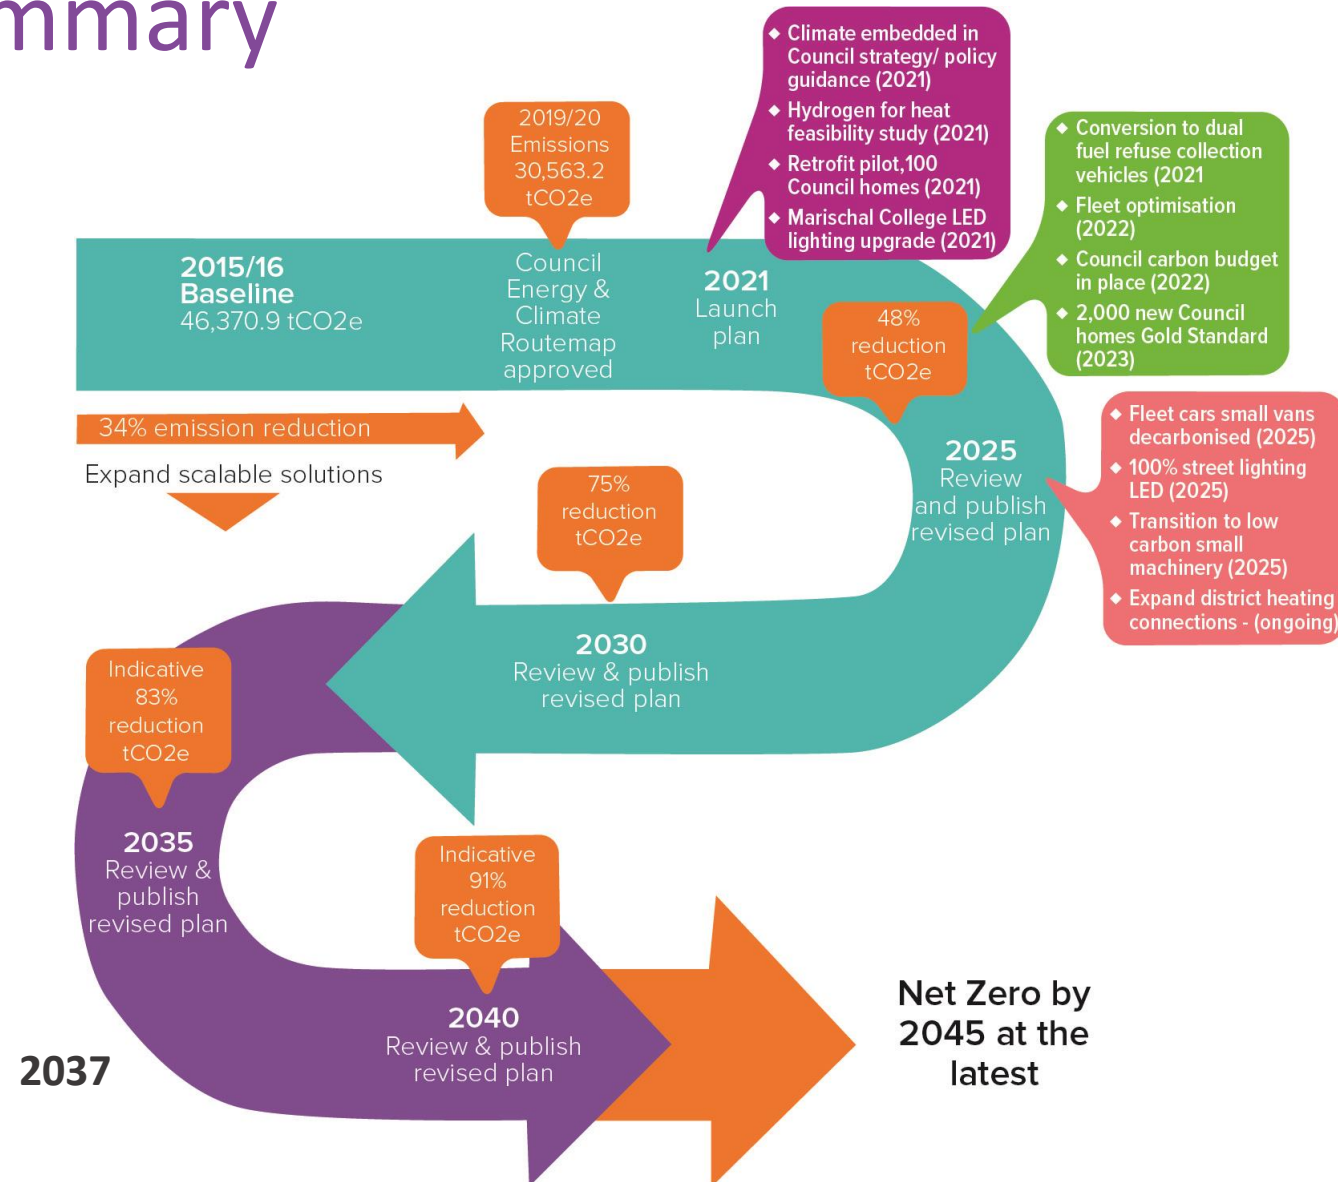 mmary
◆ Climate embedded in
Council strategy/ policy
guidance (2021)
◆ Hydrogen for heat
feasibility study (2021)
◆ Retrofit pilot,100
Council homes (2021)
◆ Marischal College LED
lighting upgrade (2021)
2019/20
Emissions
30,563.2
tCO2e
◆ Conversion to dual
fuel refuse collection
vehicles (2021
◆ Fleet optimisation
(2022)
◆ Council carbon budget
in place (2022)
◆ 2,000 new Council
homes Gold Standard
(2023)
2015/16
Baseline
46,370.9 tCO2e
Council
Energy &
Climate
Routemap
approved
2021
Launch
plan
48%
reduction
tCO2e
34% emission reduction
Expand scalable solutions
2025
Review
and publish
revised plan
◆ Fleet cars small vans
decarbonised (2025)
◆ 100% street lighting
LED (2025)
◆ Transition to low
carbon small
machinery (2025)
◆ Expand district heating
connections - (ongoing)
75%
reduction
tCO2e
2030
Review & publish
revised plan
Indicative
83%
reduction
tCO2e
2035
Review &
publish
revised plan
Indicative
91%
reduction
tCO2e
2040
Review & publish
revised plan
2037
Net Zero by
2045 at the
latest